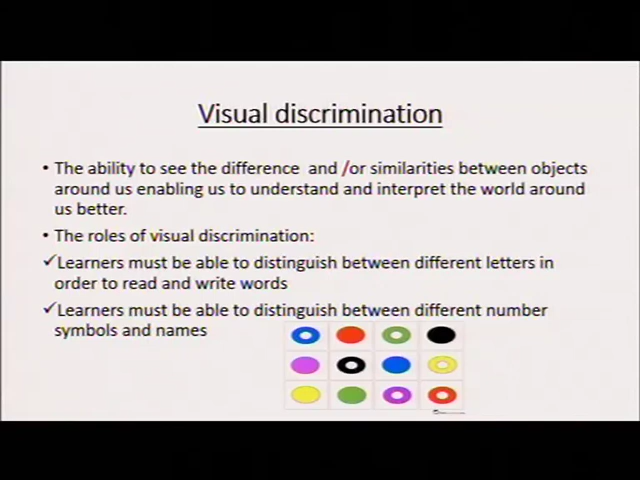 Visual discrimination
• The ability to see the difference and /or similarities between objects
around us enabling us to understand and interpret the world around
us better.
• The roles of visual discrimination:
✓Learners must be able to distinguish between different letters in
order to read and write words
✓Learners must be able to distinguish between different number
symbols and names